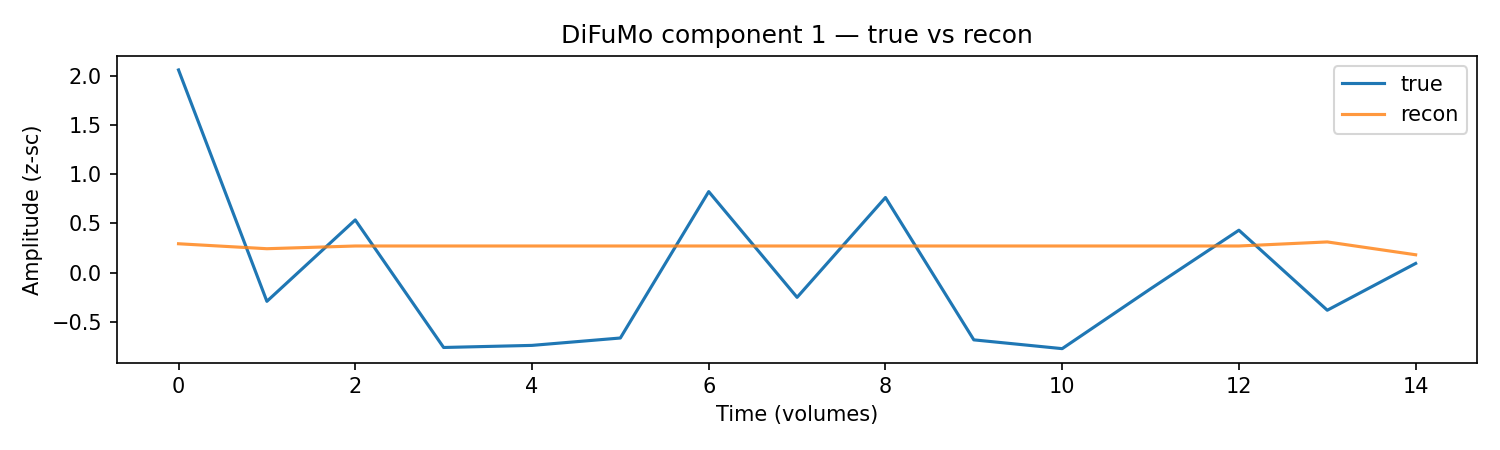 DiFuMo component 1 — true vs recon
true
recon
Amplitude (z-sc)
2.0
1.5
1.0
0.5
0.0
−0.5
0 2 4 6 8 10 12 14
Time (volumes)